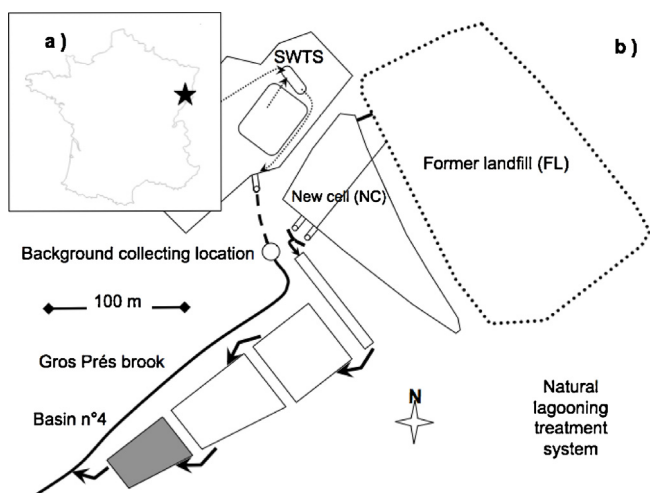 a )
b )
SWTS
Former landfill (FL)
New cell (NC)
Background collecting location
100 m
Gros Prés brook
N
Basin n°4
Natural
lagooning
treatment
system